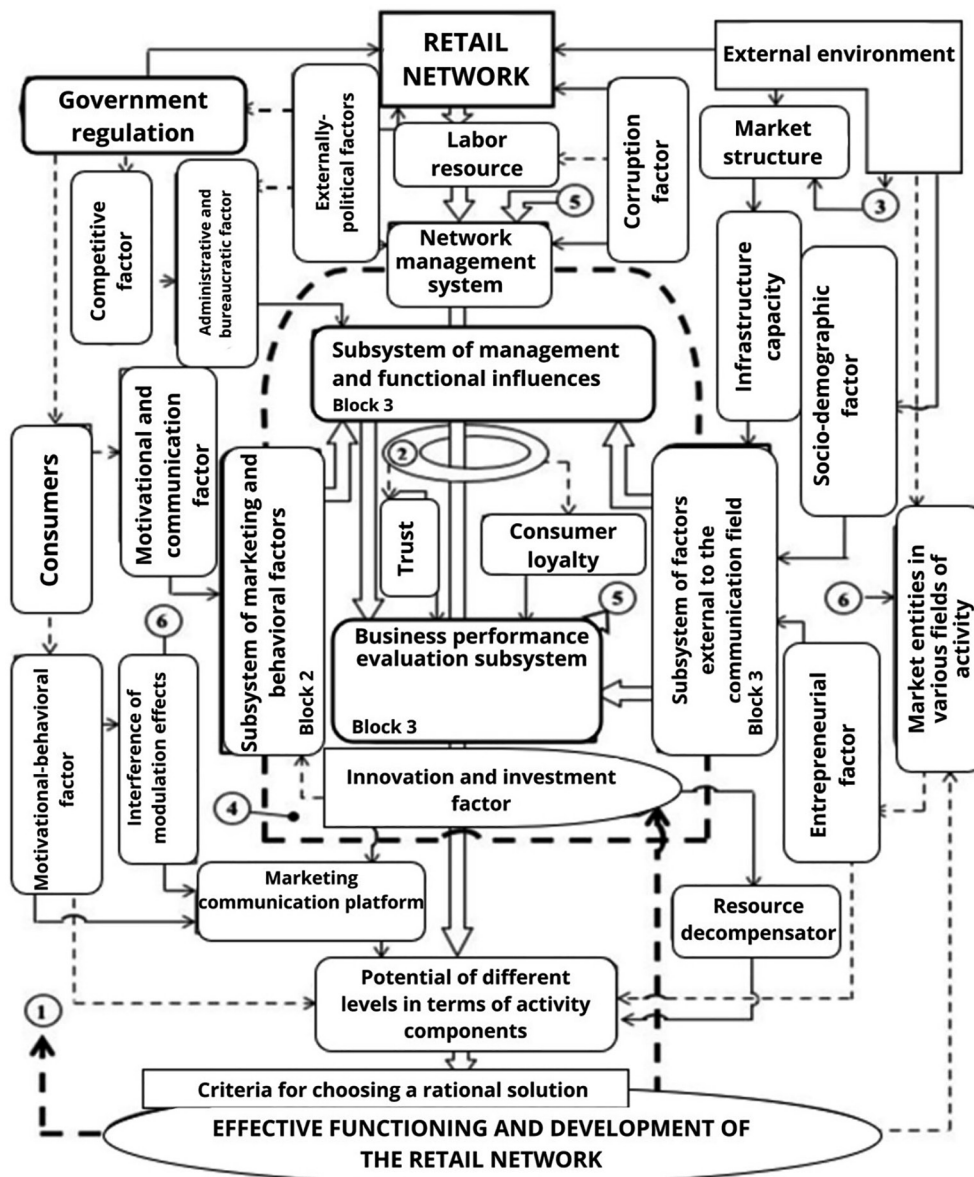 RETAIL
NETWORK
External environment
Government
regulation
Externally-
political factors
Labor
resource
Corruption
factor
Market
structure
3
5
Competitive
factor
Administrative and
bureaucratic factor
Network
management
system
Infrastructure
capacity
Socio-demographic
factor
Subsystem of management
and functional influences
Block 3
Consumers
Motivational and
communication
factor
Subsystem of marketing and
behavioral factors
Block 2
2
Trust
Consumer
loyalty
Subsystem of factors
external to the
communication field
Block 3
Market entities in
various fields of
activity
6
5
6
Business performance
evaluation subsystem
Block 3
Motivational-behavioral
factor
Interference of
modulation effects
Entrepreneurial
factor
Innovation and investment
factor
4
Marketing
communication platform
Resource
decompensator
Potential of different
levels in terms of activity
components
1
Criteria for choosing a rational solution
EFFECTIVE FUNCTIONING AND DEVELOPMENT OF
THE RETAIL NETWORK